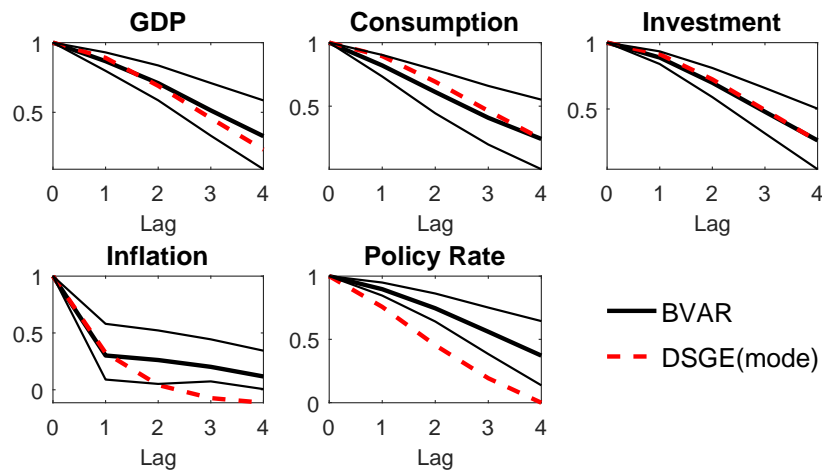 GDP
Consumption
Investment
1
0.5
0 1 2 3 4
Lag
1
0.5
0 1 2 3 4
Lag
1
0.5
0 1 2 3 4
Lag
Inflation
Policy Rate
1
0.5
0
0 1 2 3 4
Lag
1
0.5
0
0 1 2 3 4
Lag
BVAR
DSGE(mode)